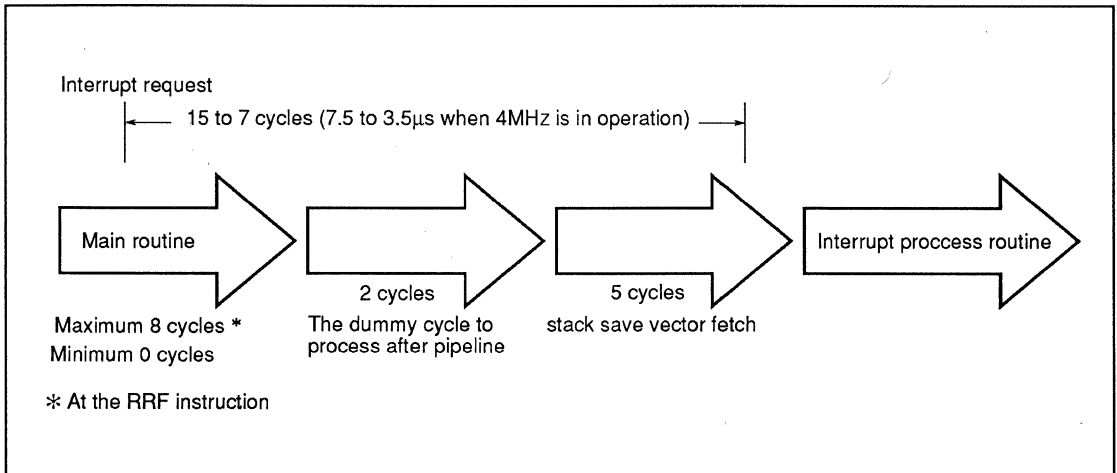 Interrupt request
15 to 7 cycles (7.5 to 3.5µs when 4MHz is in operation)
Main routine
Interrupt proccess routine
2 cycles
5 cycles
Maximum 8 cycles *
Minimum 0 cycles
The dummy cycle to
process after pipeline
stack save vector fetch
* At the RRF instruction